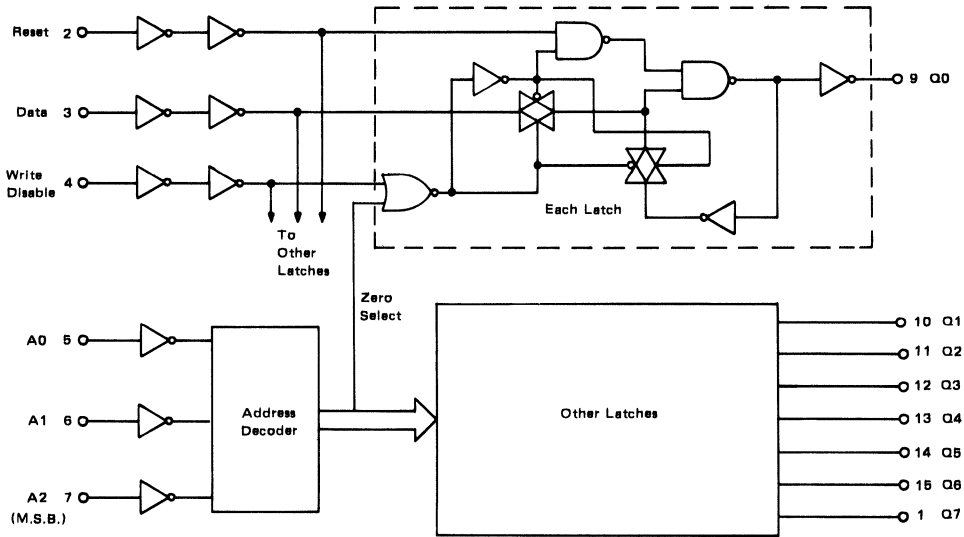 Reset 2
9 Q0
Data 3
Write
Disable 4
Each Latch
To
Other
Latches
Zero
Select
A0 5
A1 6
A2 7
(M.S.B.)
Address
Decoder
Other Latches
10 Q1
11 Q2
12 Q3
13 Q4
14 Q5
15 Q6
1 Q7